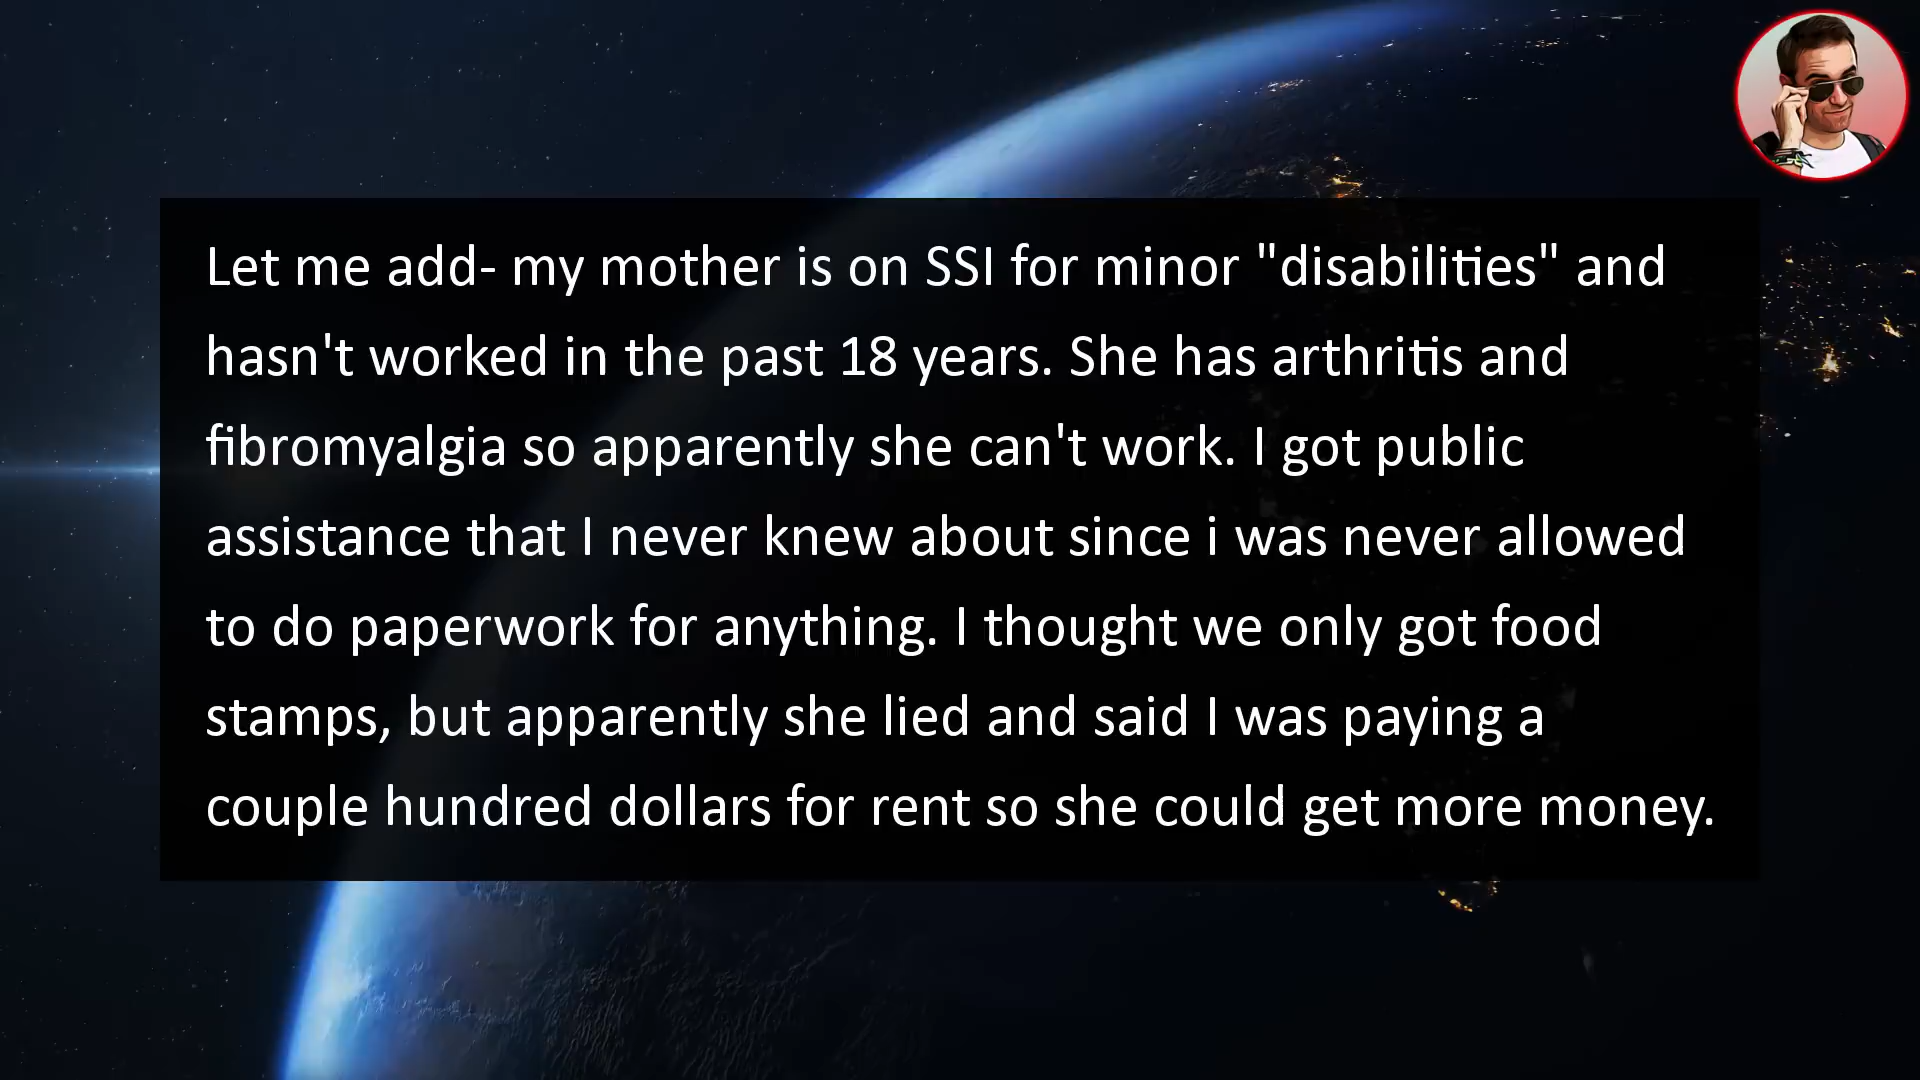 Let me add- my mother is on SSI for minor "disabilities" and
hasn't worked in the past 18 years. She has arthritis and
fibromyalgia so apparently she can't work. I got public
assistance that I never knew about since i was never allowed
to do paperwork for anything. I thought we only got food
stamps, but apparently she lied and said I was paying a
couple hundred dollars for rent so she could get more money.